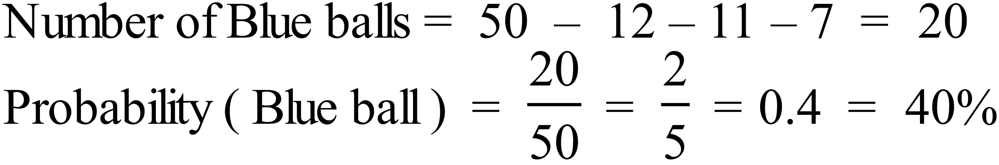 Number of Blue balls = 50 − 12 − 11 − 7 = 20
Probability ( Blue ball ) = 20/50 = 2/5 = 0.4 = 40%